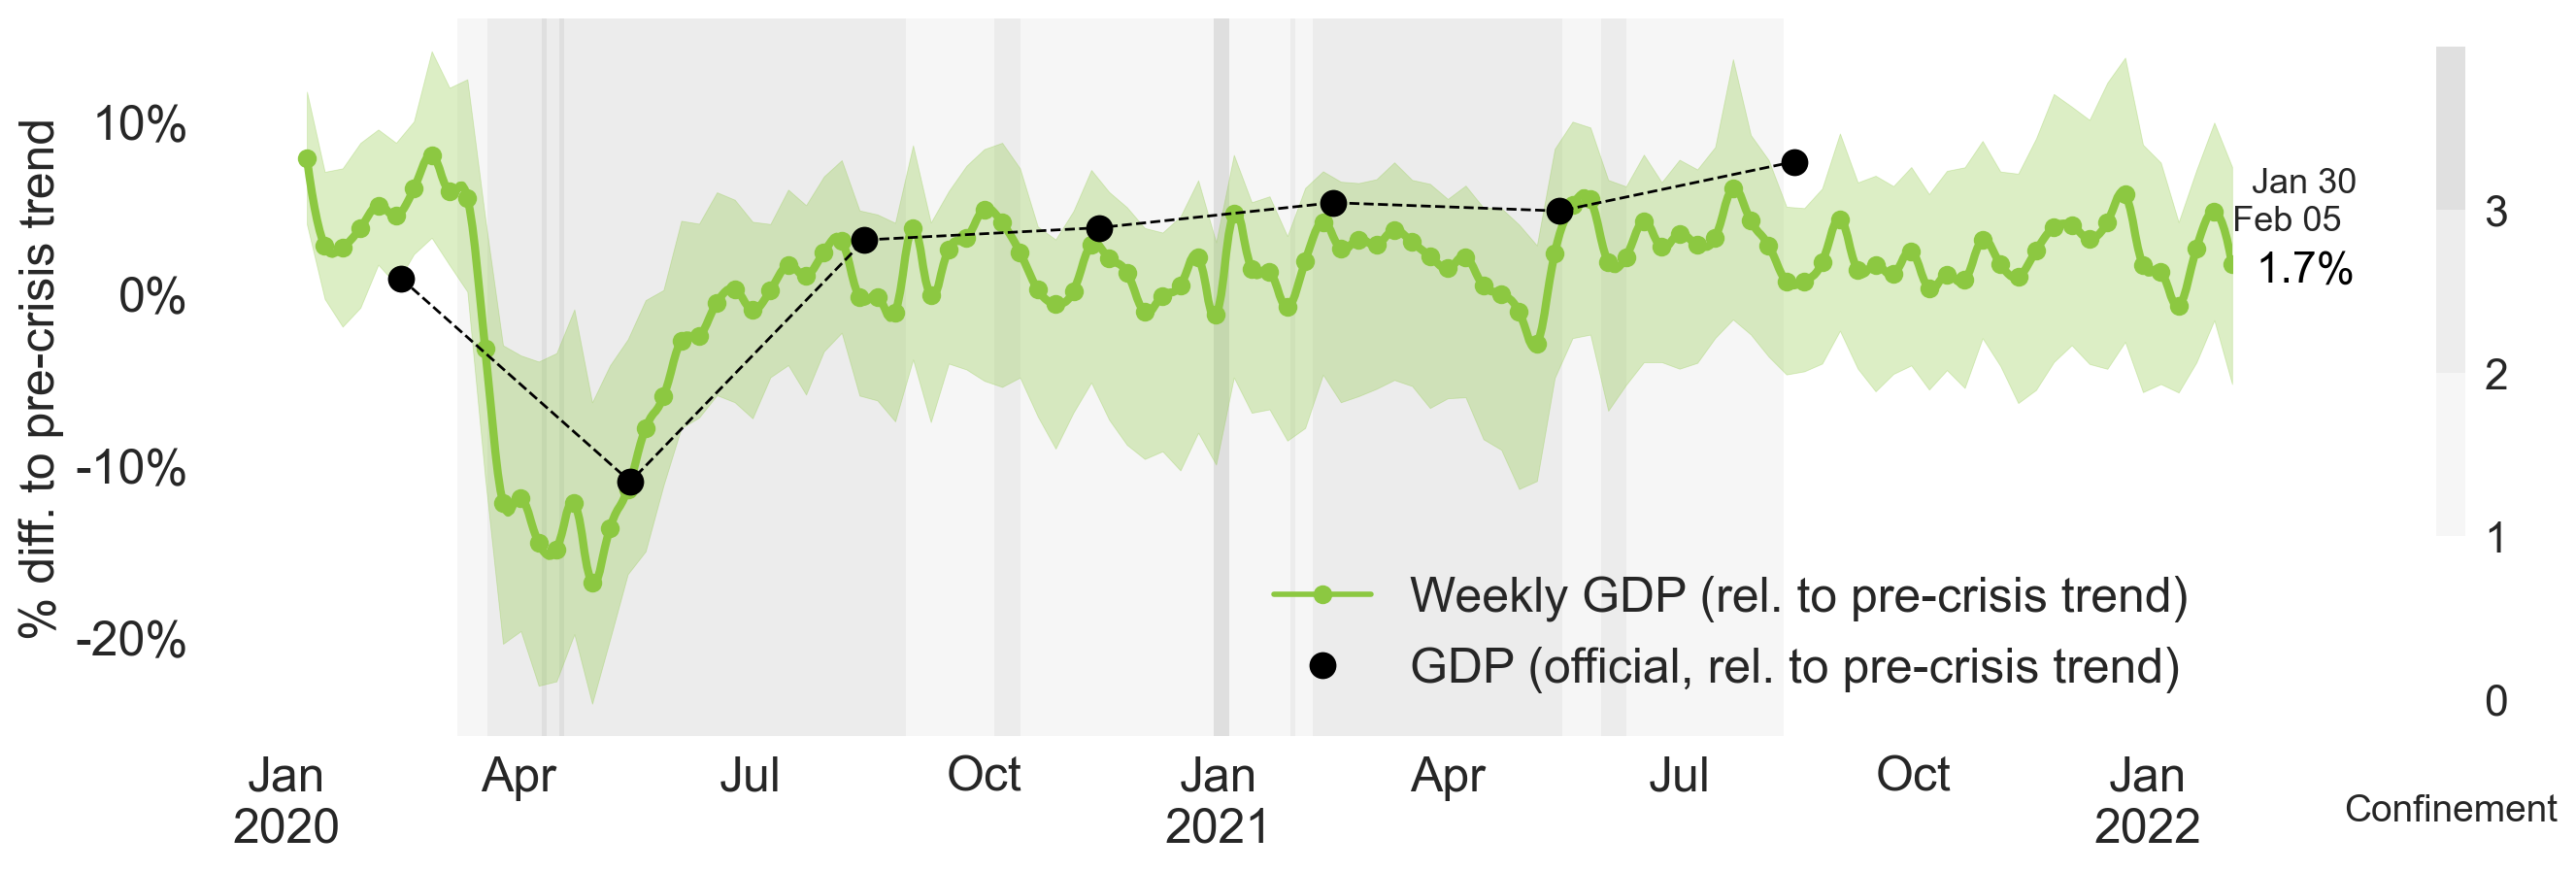 % diff. to pre-crisis trend
10%
0%
-10%
-20%
Jan
2020
Apr
Jul
Oct
Jan
2021
Apr
Jul
Oct
Jan
2022
Weekly GDP (rel. to pre-crisis trend)
GDP (official, rel. to pre-crisis trend)
Jan 30
Feb 05
1.7%
3
2
1
0
Confinement